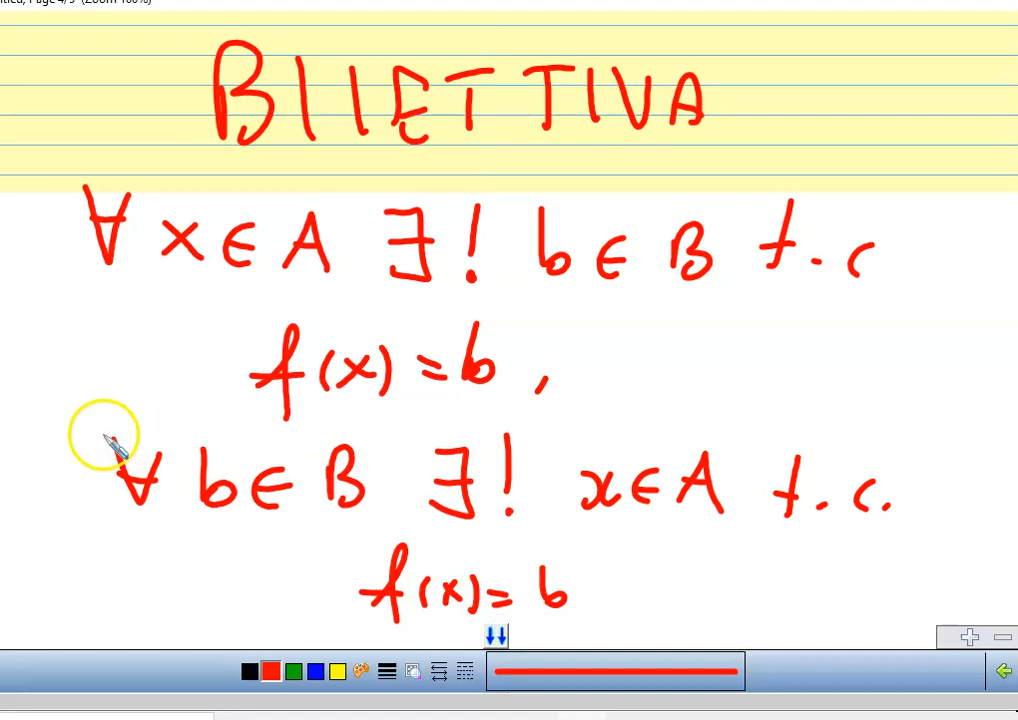 BIIETTIVA
∀ x ∈ A ∃! b ∈ B t.c
f(x) = b ,
∀ b ∈ B ∃! x ∈ A t.c.
f(x) = b